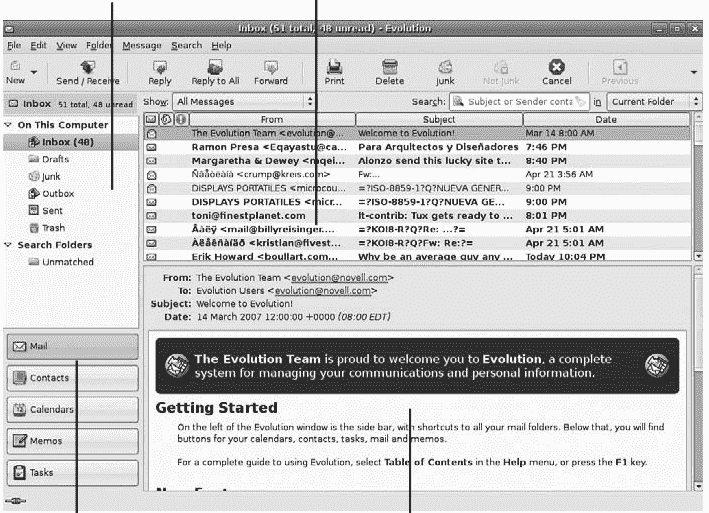 Inbox (51 total, 48 unread) - Evolution
File Edit View Folder Message Search Help
New Send / Receive Reply Reply to All Forward Print Delete Junk Not Junk Cancel Previous
Inbox 51 total, 48 unread Show: All Messages Search: Subject or Sender conta in Current Folder
On This Computer
Inbox (48)
Drafts
Junk
Outbox
Sent
Trash
Search Folders
Unmatched
From Subject Date
The Evolution Team <evolution@... Welcome to Evolution! Mar 14 8:00 AM
Ramon Presa <Eqayastu@ca... Para Arquitectos y Diseñadores 7:46 PM
Margaretha & Dewey <mqei... Alonzo send this lucky site t... 8:40 PM
Ñàåöëàíà <crump@kreis.com> Fw:... Apr 21 3:56 AM
DISPLAYS PORTATILES <microcou... =?ISO-8859-1?Q?NUEVA GENER... 9:00 PM
DISPLAYS PORTATILES <mi... =?ISO-8859-1?Q?NUEVA GE... 9:00 PM
toni@finestplanet.com It-contrib: Tux gets ready to ... 8:01 PM
<mail@billyreisinger.... =?KOI8-R?Q?Re: ...?= Apr 21 5:01 AM
<kristlan@flvest... =?KOI8-R?Q?Fw: Re:?= Apr 21 5:01 AM
Erik Howard <boullart.com... Why be an average guy any ... Today 10:04 PM
From: The Evolution Team <evolution@novell.com>
To: Evolution Users <evolution@novell.com>
Subject: Welcome to Evolution!
Date: 14 March 2007 12:00:00 +0000 (08:00 EDT)
Mail
Contacts
Calendars
Memos
Tasks
The Evolution Team is proud to welcome you to Evolution, a complete
system for managing your communications and personal information.
Getting Started
On the left of the Evolution window is the side bar, with shortcuts to all your mail folders. Below that, you will find
buttons for your calendars, contacts, tasks, mail and memos.
For a complete guide to using Evolution, select Table of Contents in the Help menu, or press the F1 key.